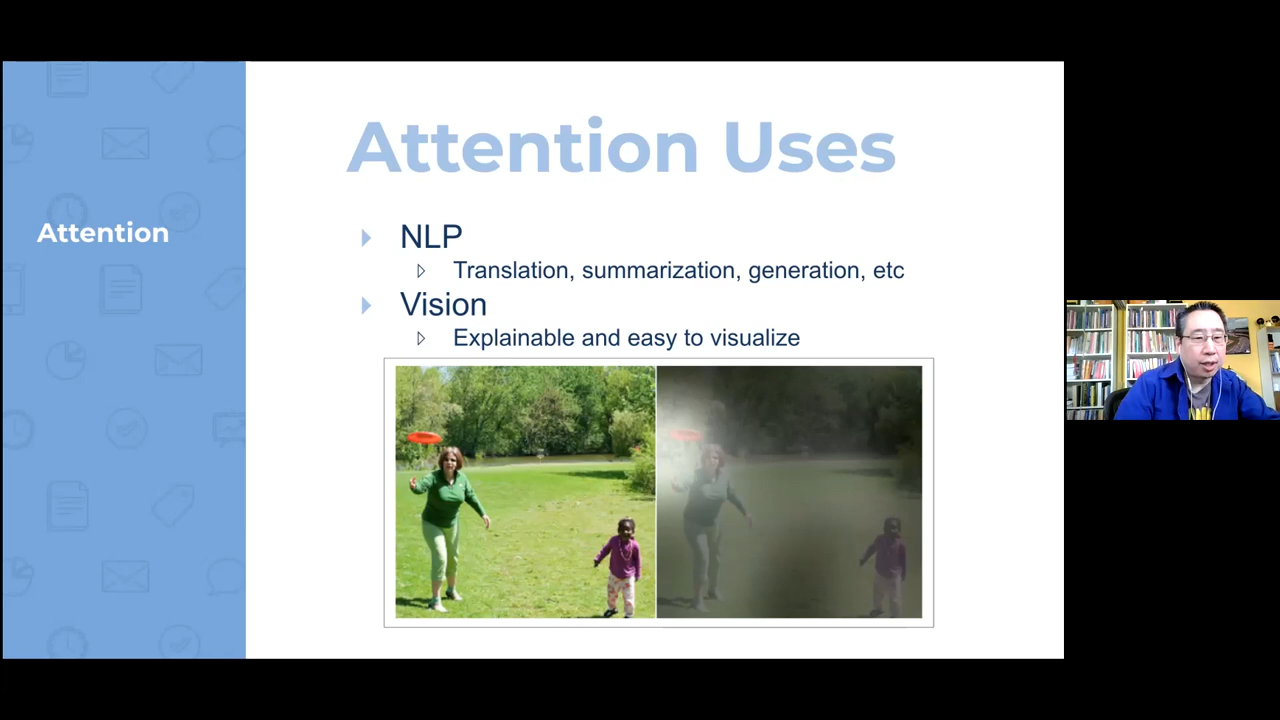 Attention Uses
Attention
NLP
Translation, summarization, generation, etc
Vision
Explainable and easy to visualize